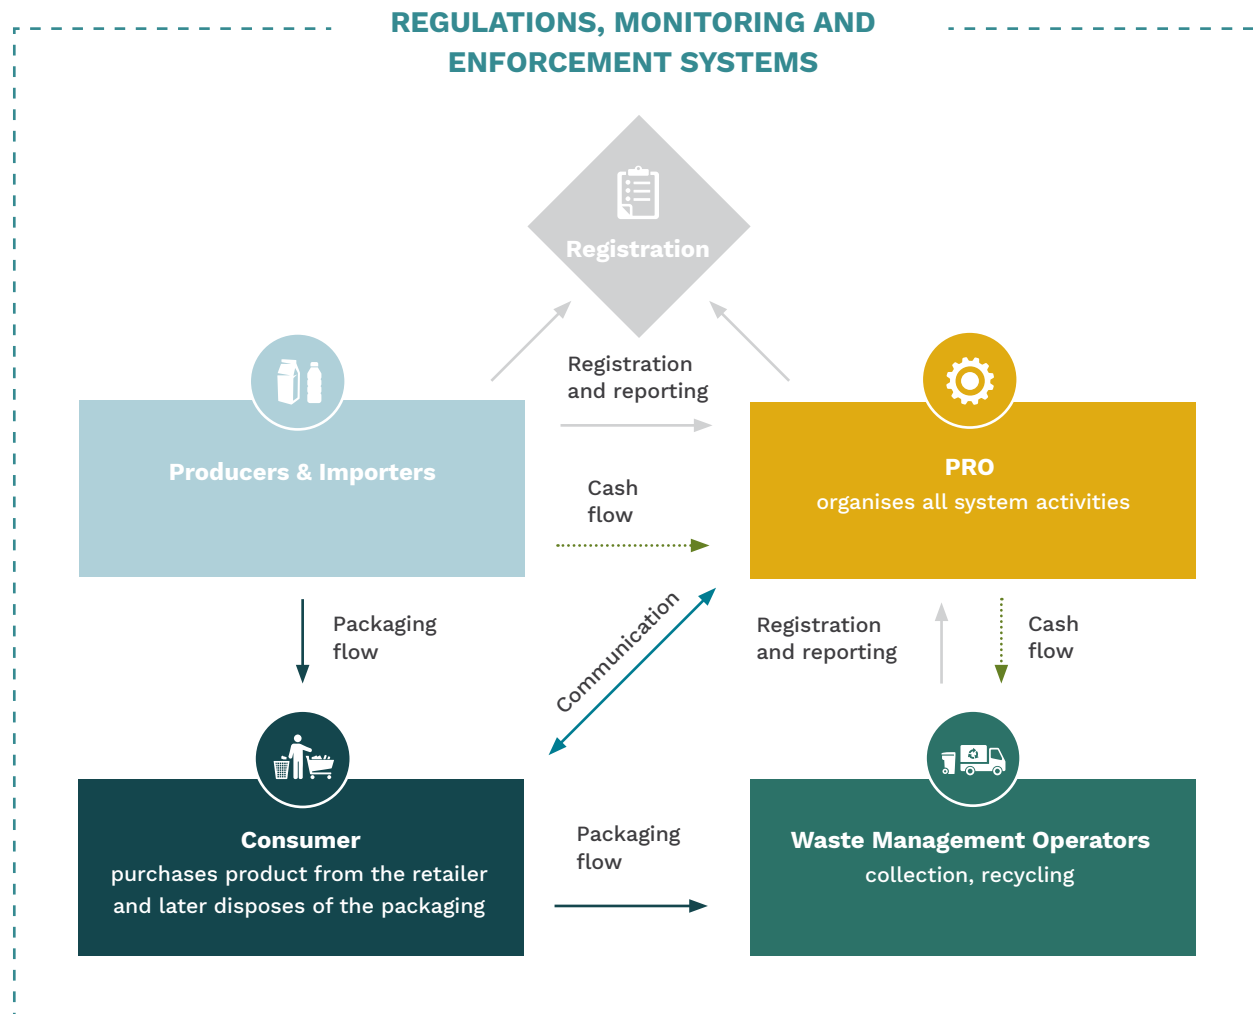 REGULATIONS, MONITORING AND
ENFORCEMENT SYSTEMS
Registration
Registration
and reporting
Producers & Importers
PRO
organises all system activities
Cash
flow
Packaging
flow
Communication
Registration
and reporting
Cash
flow
Consumer
purchases product from the retailer
and later disposes of the packaging
Packaging
flow
Waste Management Operators
collection, recycling